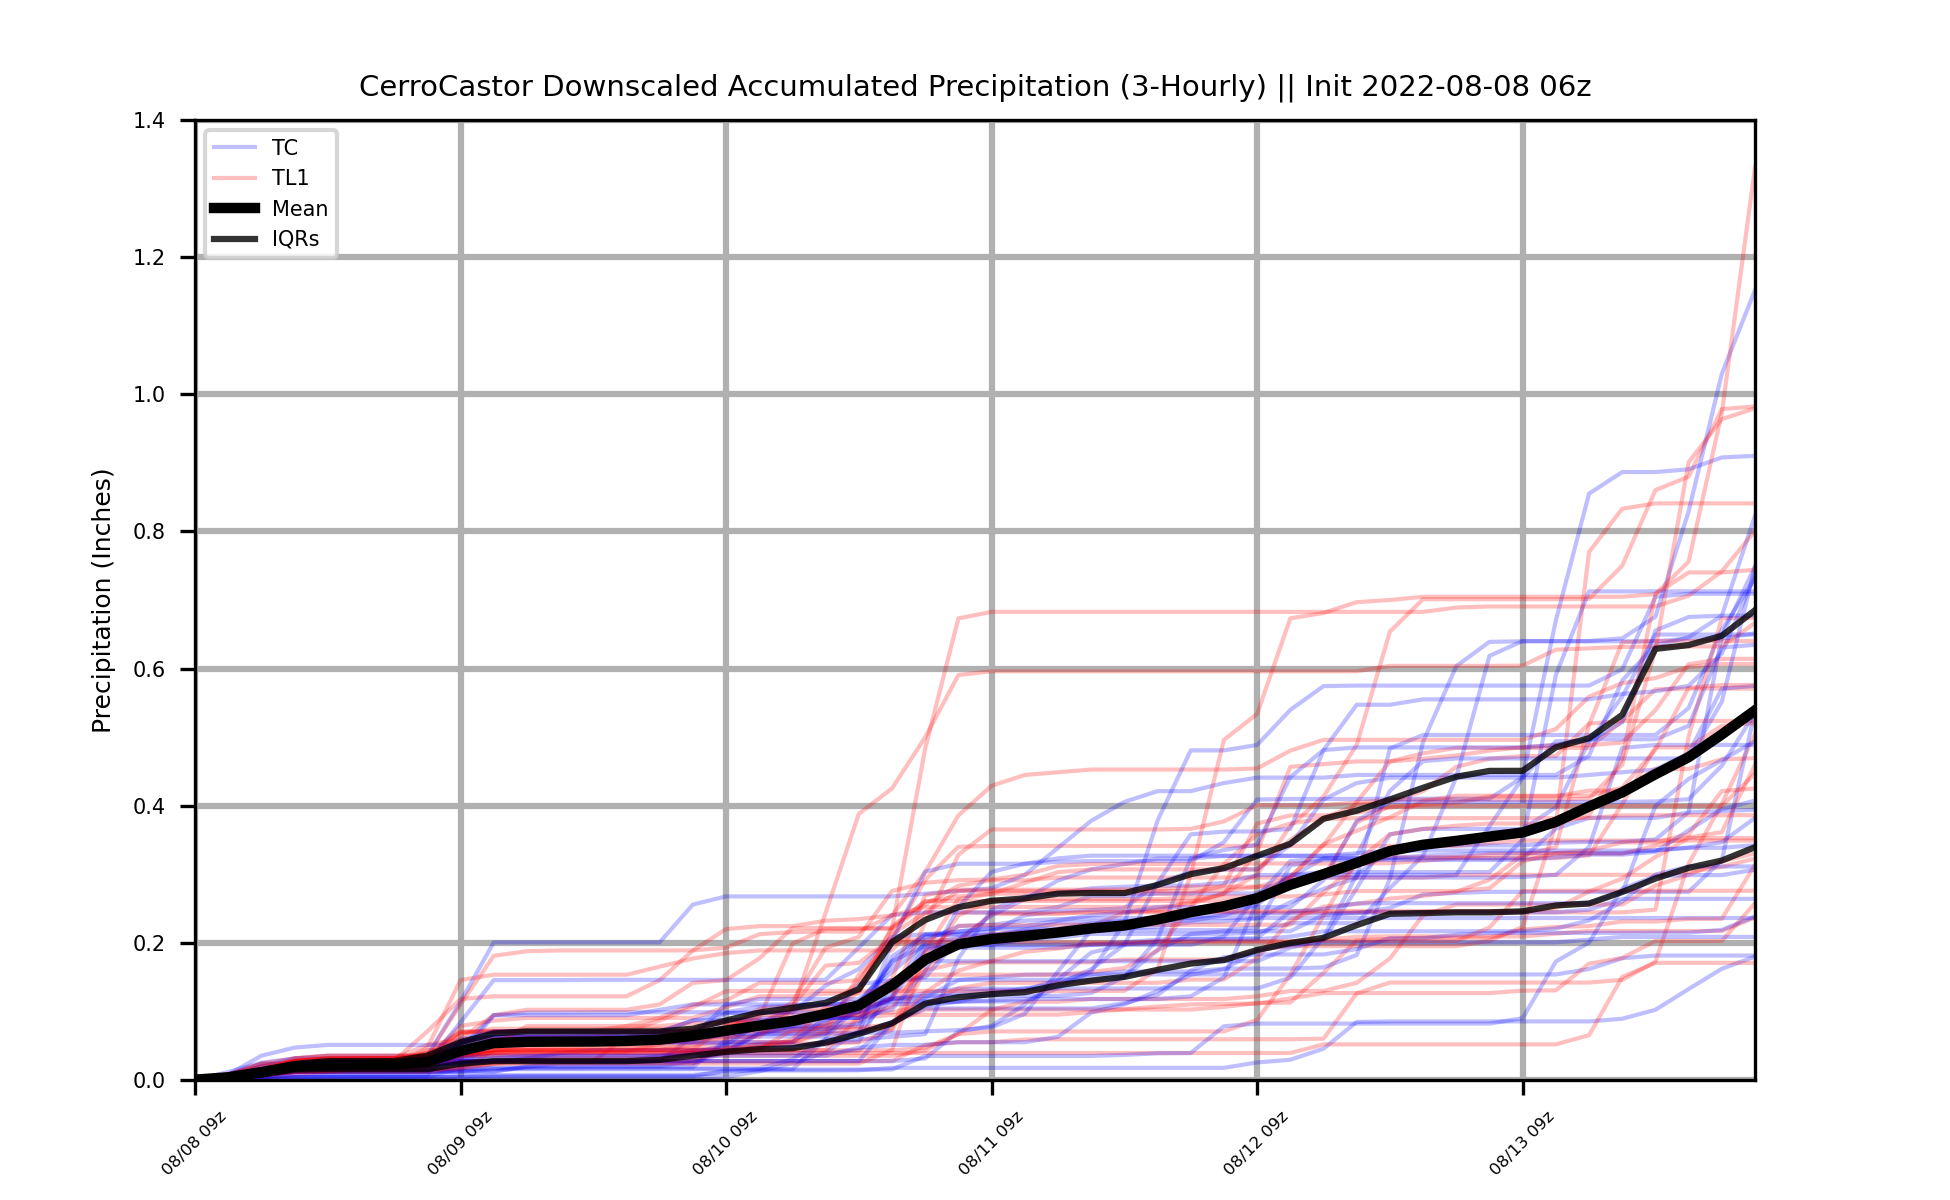 CerroCastor Downscaled Accumulated Precipitation (3-Hourly) || Init 2022-08-08 06z
1.4
1.2
1.0
0.8
0.6
0.4
0.2
0.0
Precipitation (Inches)
TC
TL1
Mean
IQRs
08/08 09z
08/09 09z
08/10 09z
08/11 09z
08/12 09z
08/13 09z